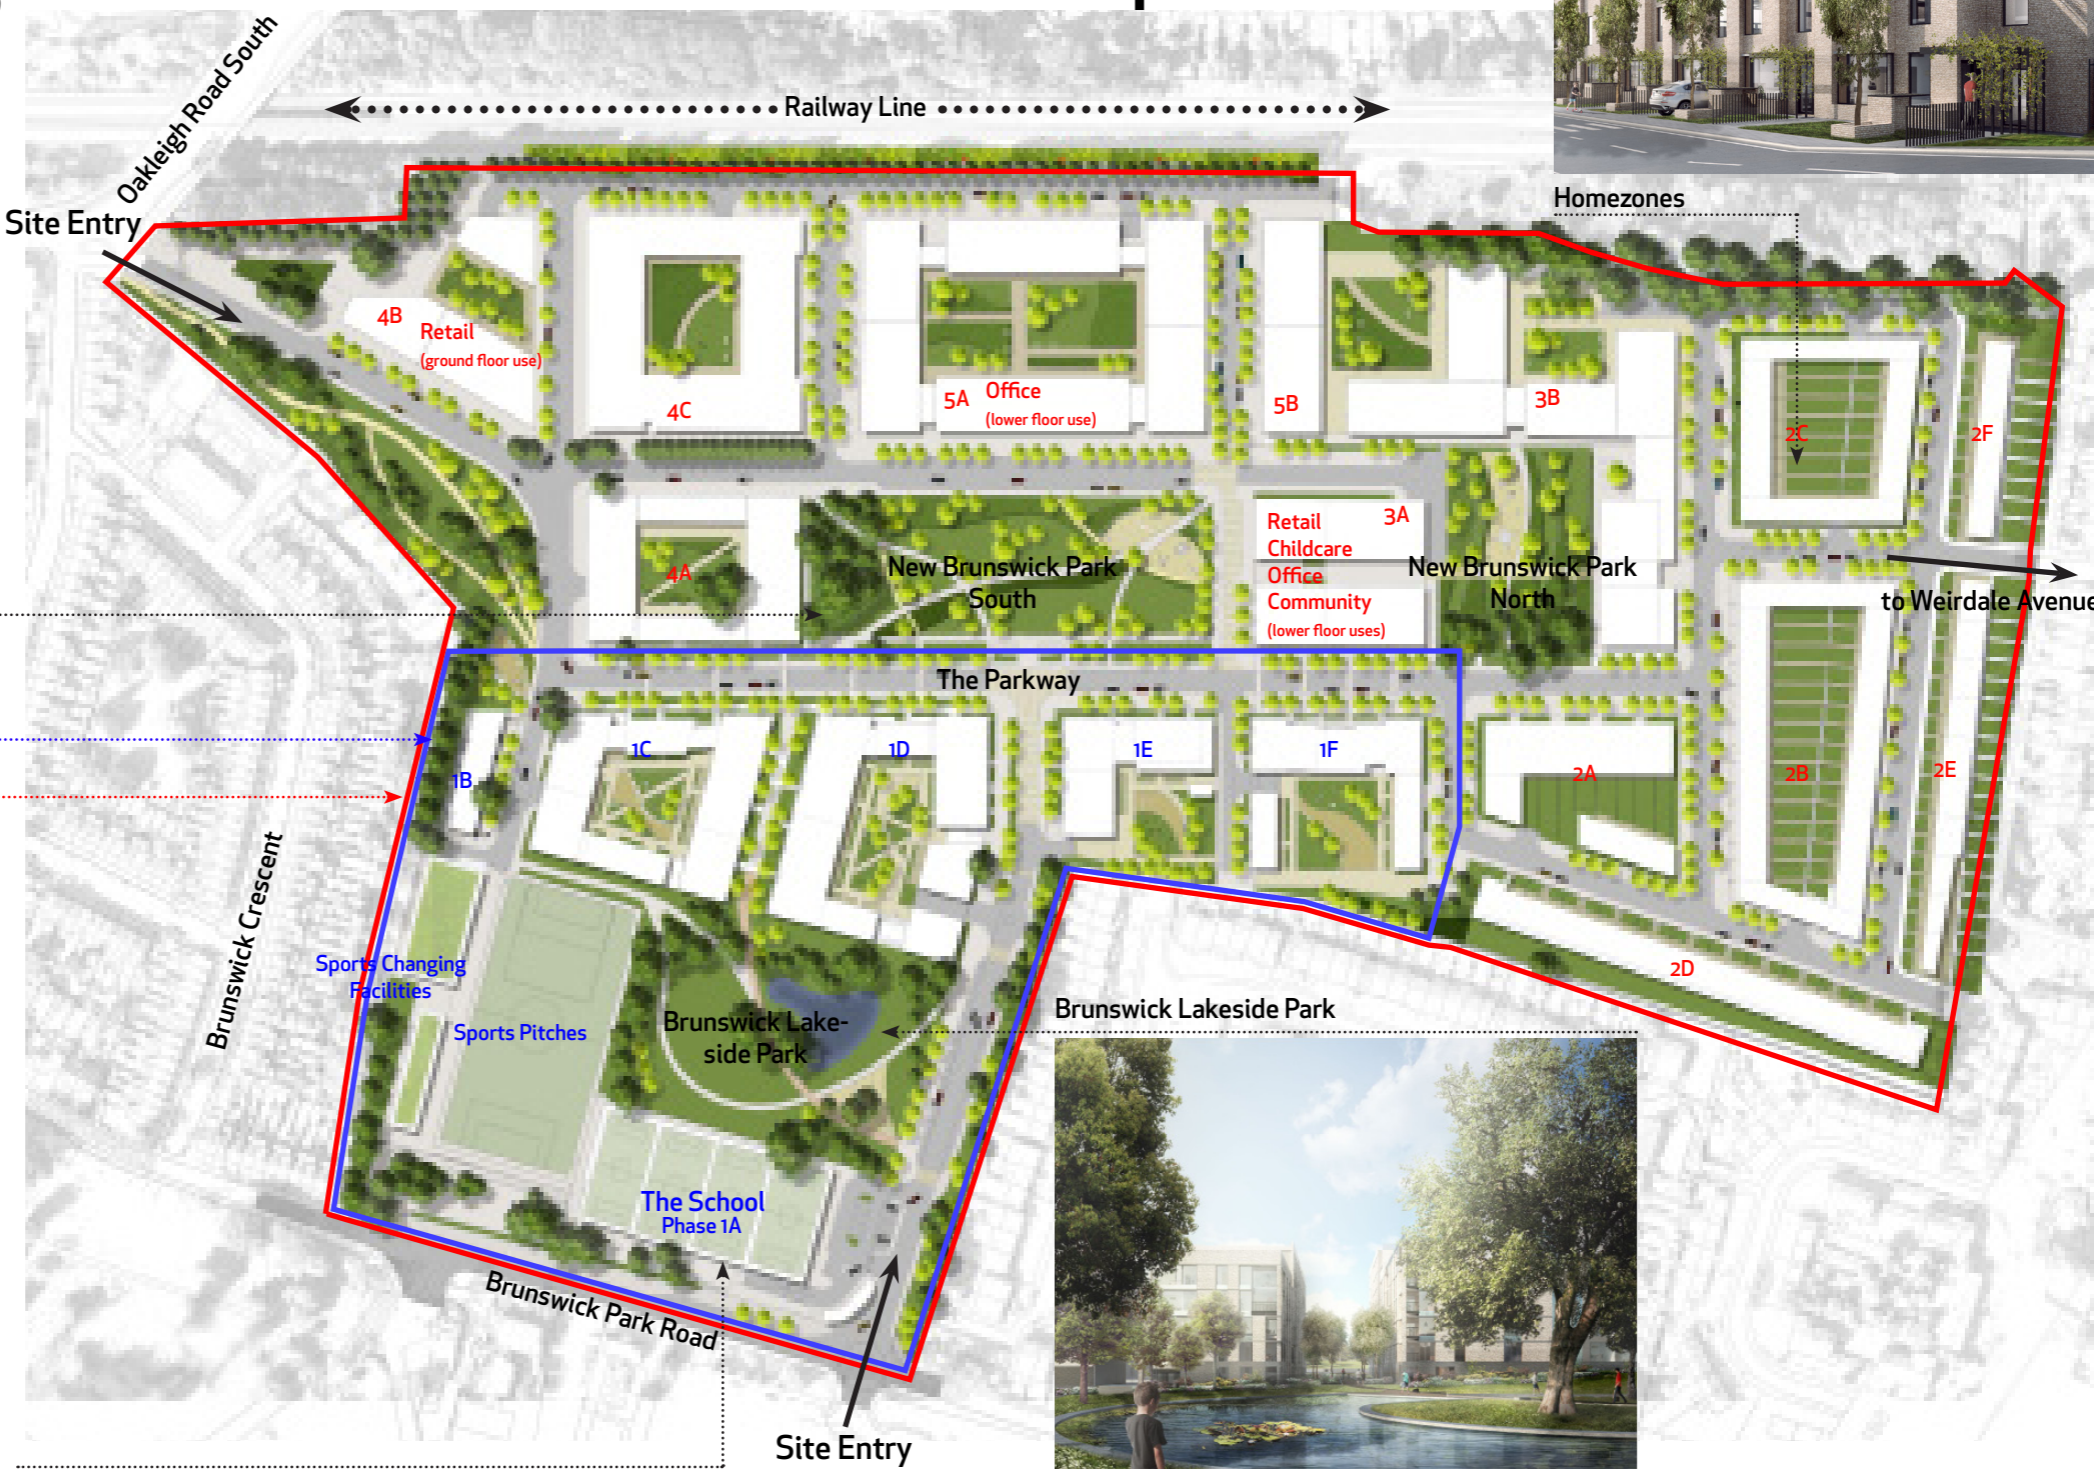 Oakleigh Road South
Railway Line
Site Entry
Homezones
4B
Retail
(ground floor use)
4C
5A
Office
(lower floor use)
5B
3B
2C
2F
Retail
3A
Childcare
Office
Community
(lower floor uses)
4A
New Brunswick Park
South
New Brunswick Park
North
to Weirdale Avenue
The Parkway
1B
1C
1D
1E
1F
2A
2B
2E
2D
Brunswick Crescent
Sports Changing
Facilities
Sports Pitches
Brunswick Lake-
side Park
Brunswick Lakeside Park
The School
Phase 1A
Brunswick Park Road
Site Entry